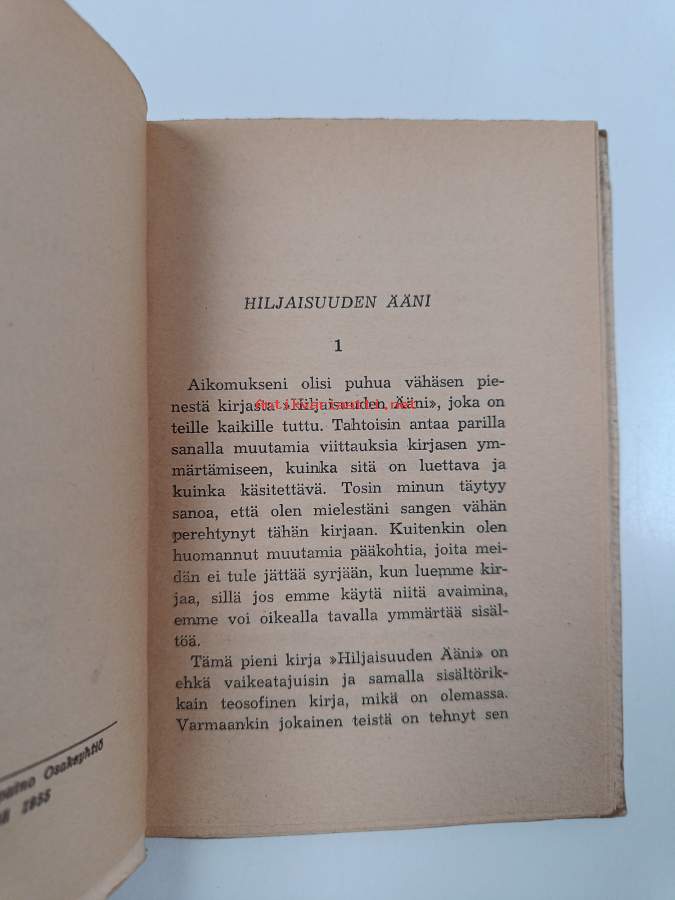 Osakeyhtiö
1955
HILJAISUUDEN ÄÄNI
1
Aikomukseni olisi puhua vähäsen pie-
nestä kirjasta »Hiljaisuuden Ääni», joka on
teille kaikille tuttu. Tahtoisin antaa parilla
sanalla muutamia viittauksia kirjasen ym-
märtämiseen, kuinka sitä on luettava ja
kuinka käsitettävä. Tosin minun täytyy
sanoa, että olen mielestäni sangen vähän
perehtynyt tähän kirjaan. Kuitenkin olen
huomannut muutamia pääkohtia, joita mei-
dän ei tule jättää syrjään, kun luemme kir-
jaa, sillä jos emme käytä niitä avaimina,
emme voi oikealla tavalla ymmärtää sisäl-
töä.
Tämä pieni kirja »Hiljaisuuden Ääni» on
ehkä vaikeatajuisin ja samalla sisältörik-
kain teosofinen kirja, mikä on olemassa.
Varmaankin jokainen teistä on tehnyt sen